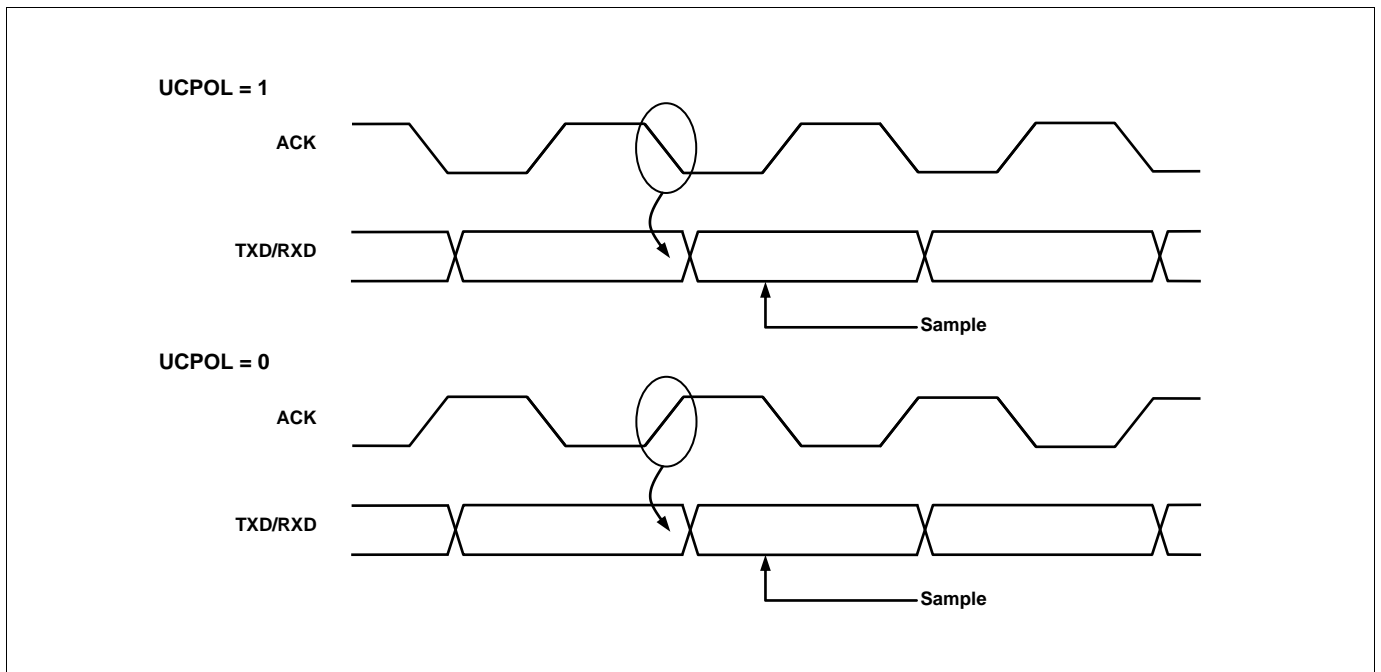 UCPOL = 1
ACK
TXD/RXD
Sample
UCPOL = 0
ACK
TXD/RXD
Sample